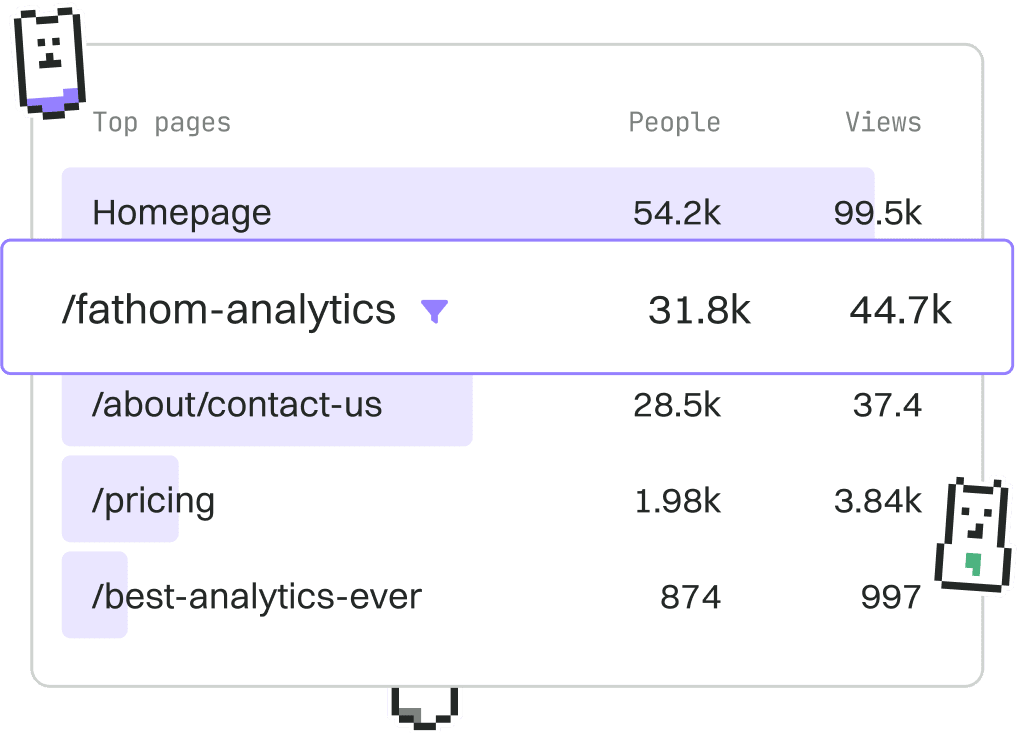 Top pages People Views
Homepage 54.2k 99.5k
/fathom-analytics 31.8k 44.7k
/about/contact-us 28.5k 37.4
/pricing 1.98k 3.84k
/best-analytics-ever 874 997